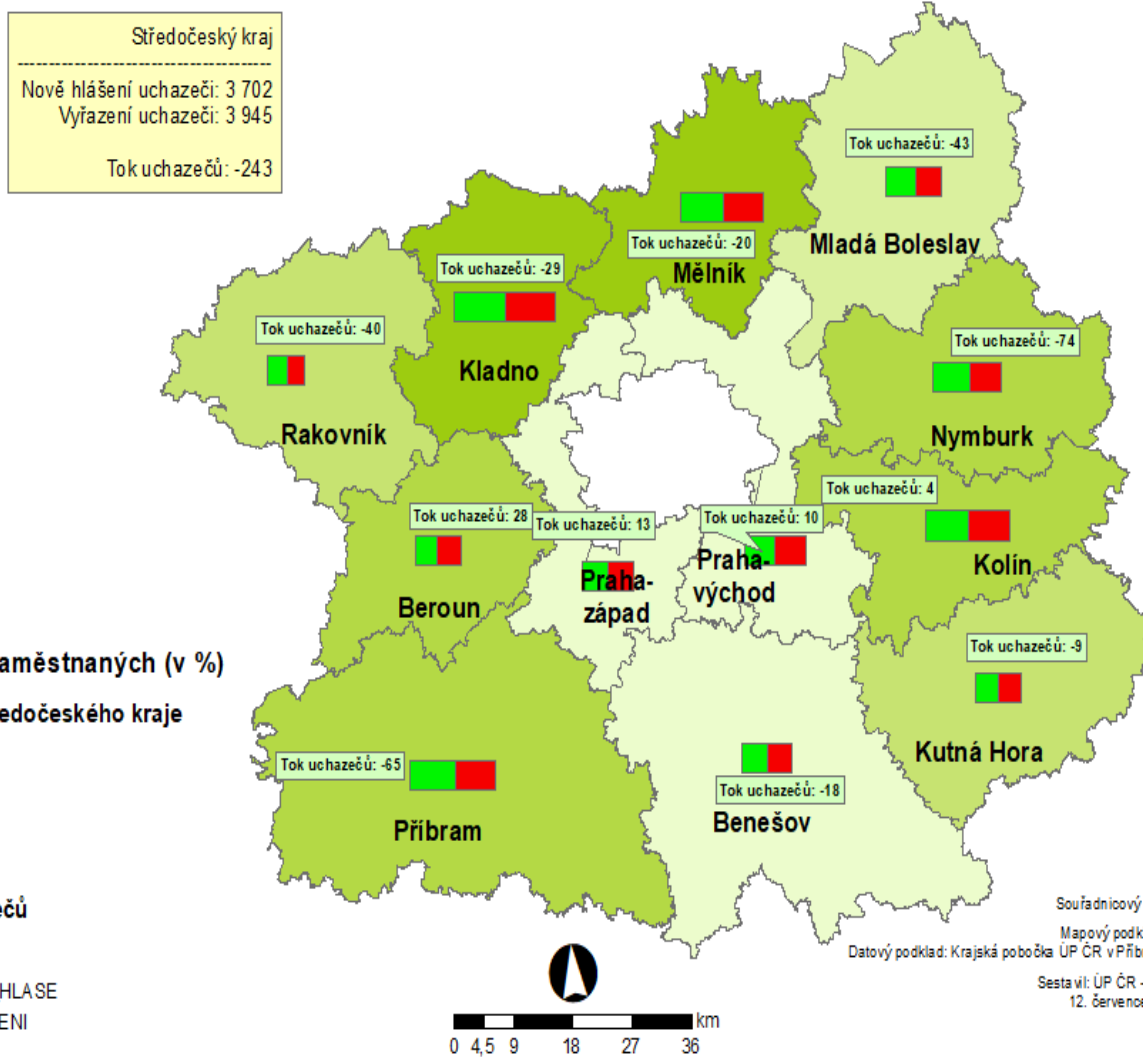 Středočeský kraj
Nově hlášení uchazeči: 3 702
Vyřazení uchazeči: 3 945
Tok uchazečů: -243
Tok uchazečů: -43
Mladá Boleslav
Tok uchazečů: -20
Mělník
Tok uchazečů: -29
Kladno
Tok uchazečů: -40
Rakovník
Tok uchazečů: -74
Nymburk
Tok uchazečů: 4
Kolín
Tok uchazečů: 28
Beroun
Tok uchazečů: 13
Praha-
západ
Tok uchazečů: 10
Praha-
východ
Tok uchazečů: -9
Kutná Hora
aměstnaných (v %)
edočeského kraje
Tok uchazečů: -65
Příbram
Tok uchazečů: -18
Benešov
ečů
HLASE
ENI
km
0 4,5 9 18 27 36
Souřadnicový
Mapový podk
Datový podklad: Krajská pobočka ÚP ČR v Příbr
Sestavil: ÚP ČR -
12. července